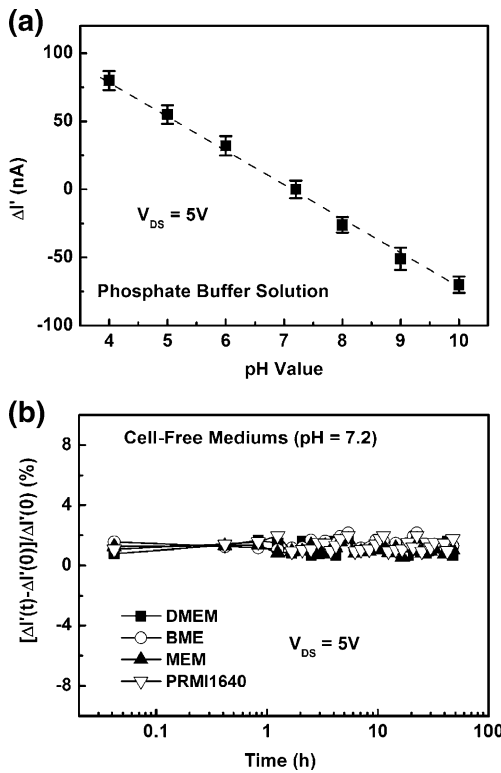 (a)
100
50
0
-50
-100
ΔI' (nA)
V_DS = 5V
Phosphate Buffer Solution
4 5 6 7 8 9 10
pH Value
(b)
Cell-Free Mediums (pH = 7.2)
8
4
0
-4
-8
[ΔI'(t)-ΔI'(0)]/ΔI'(0) (%)
DMEM
BME
MEM
PRMI1640
V_DS = 5V
0.1 1 10 100
Time (h)